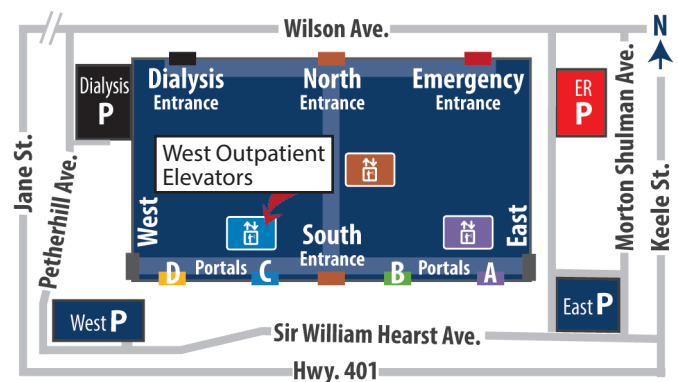 Wilson Ave.
N
Dialysis
P
Dialysis
Entrance
North
Entrance
Emergency
Entrance
ER
P
Jane St.
Petherhill Ave.
West Outpatient
Elevators
Morton Shulman Ave.
Keele St.
West
South
Entrance
East
D
Portals
C
B
Portals
A
West P
East P
Sir William Hearst Ave.
Hwy. 401